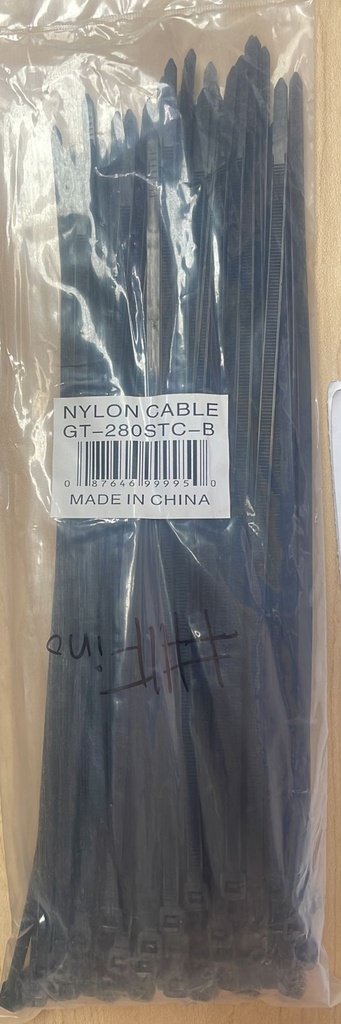 NYLON CABLE
GT-280STC-B
0 87646 99995 0
MADE IN CHINA